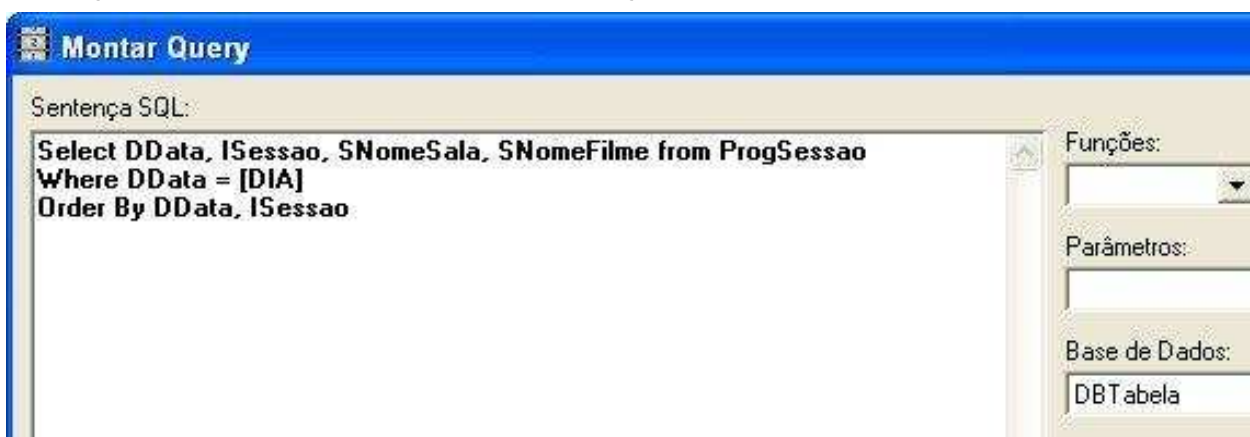 Montar Query
Sentença SQL:
Select DData, ISessao, SNomeSala, SNomeFilme from ProgSessao
Where DData = [DIA]
Order By DData, ISessao
Funções:
Parâmetros:
Base de Dados:
DBTabela